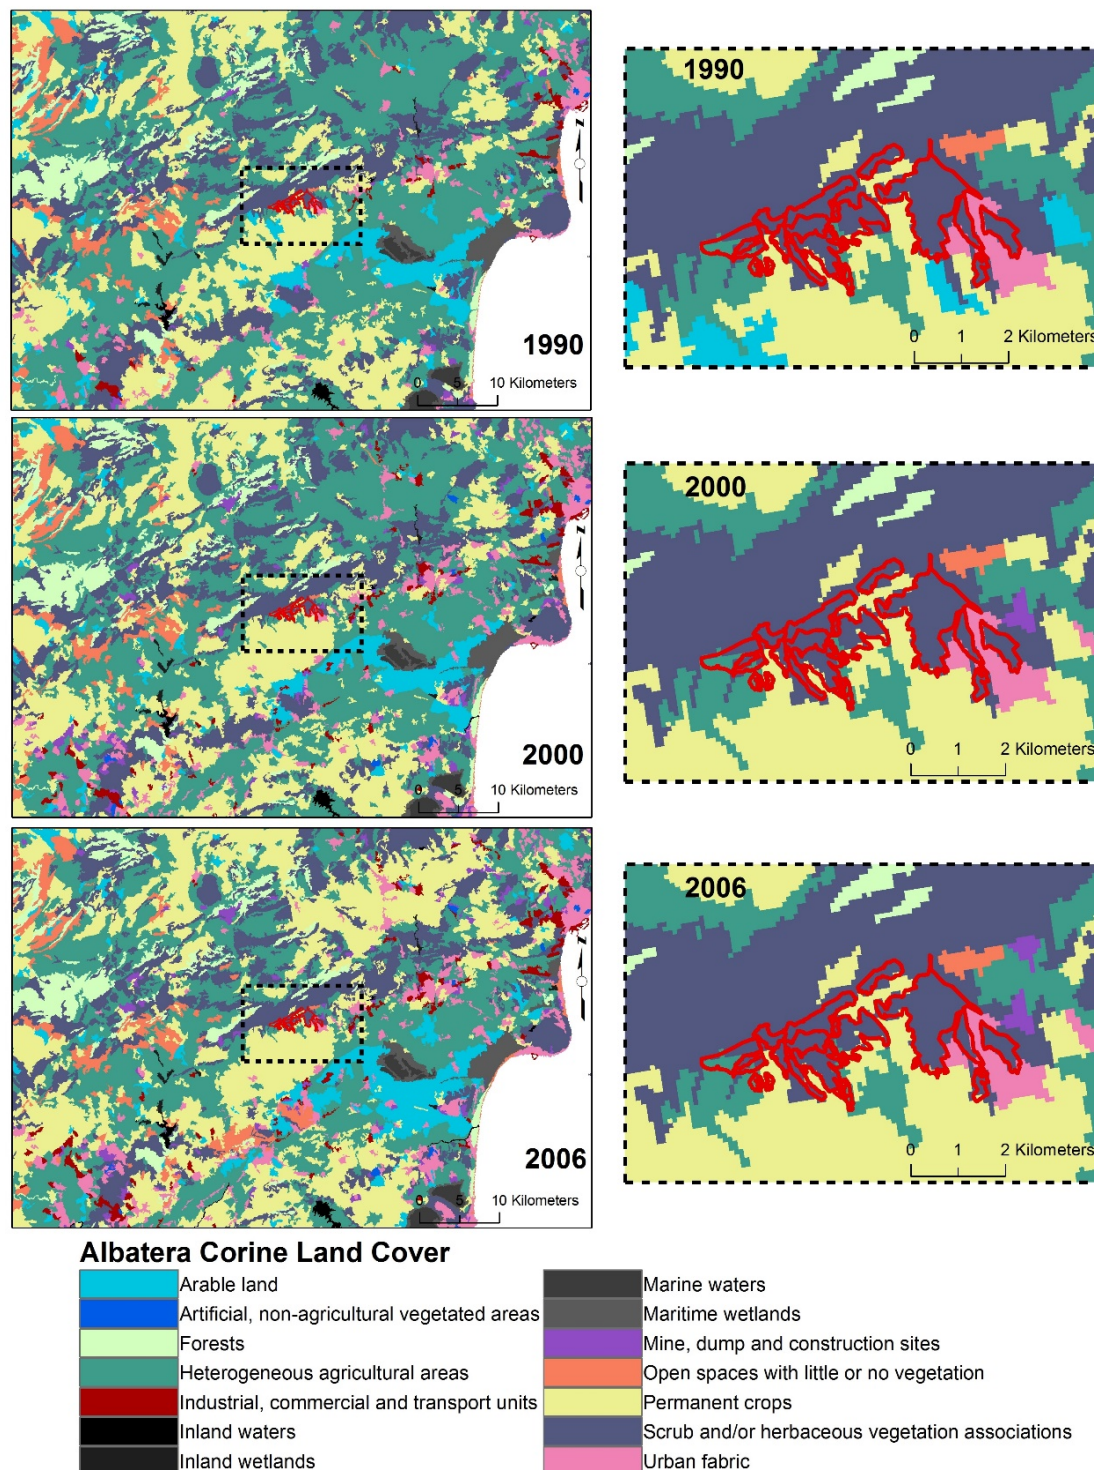 1990
N
1990
0 5 10 Kilometers
0 1 2 Kilometers
2000
N
2000
0 5 10 Kilometers
0 1 2 Kilometers
2006
N
2006
0 5 10 Kilometers
0 1 2 Kilometers
Albatera Corine Land Cover
Arable land
Artificial, non-agricultural vegetated areas
Forests
Heterogeneous agricultural areas
Industrial, commercial and transport units
Inland waters
Inland wetlands
Marine waters
Maritime wetlands
Mine, dump and construction sites
Open spaces with little or no vegetation
Permanent crops
Scrub and/or herbaceous vegetation associations
Urban fabric